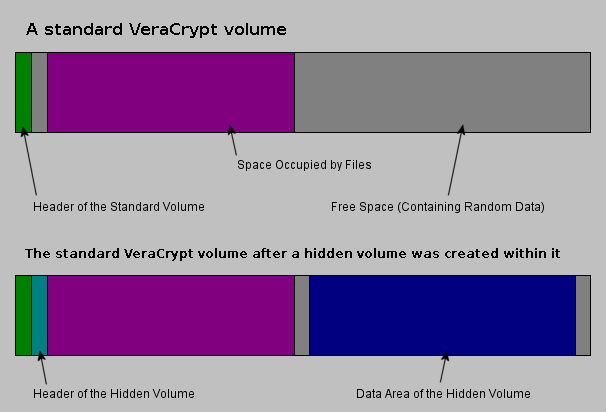 A standard VeraCrypt volume
Space Occupied by Files
Header of the Standard Volume
Free Space (Containing Random Data)
The standard VeraCrypt volume after a hidden volume was created within it
Header of the Hidden Volume
Data Area of the Hidden Volume